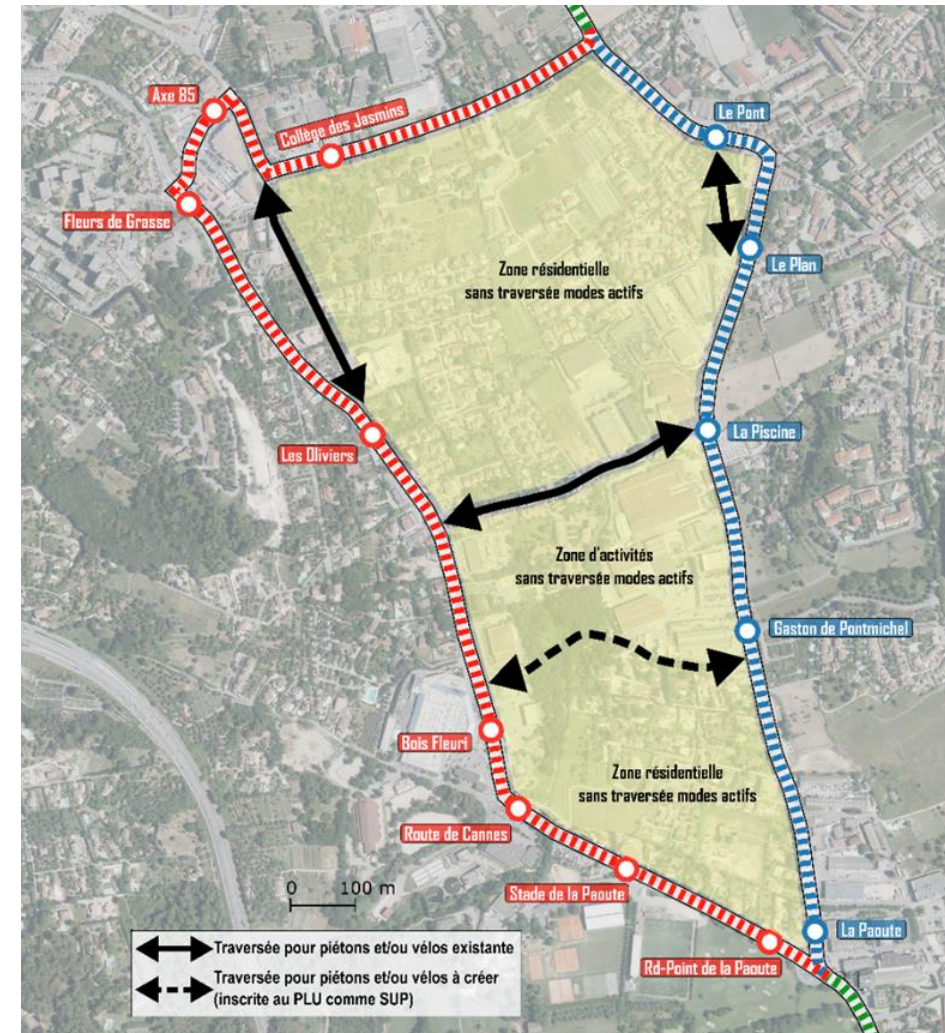 Axe 85
Collège des Jasmins
Le Pont
Fleurs de Grasse
Le Plan
Zone résidentielle
sans traversée modes actifs
La Piscine
Les Oliviers
Zone d'activités
sans traversée modes actifs
Gaston de Pontmichel
Bois Fleuri
Zone résidentielle
sans traversée modes actifs
Route de Cannes
0 100 m
Stade de la Paoute
La Paoute
Rd-Point de la Paoute
Traversée pour piétons et/ou vélos existante
Traversée pour piétons et/ou vélos à créer
(inscrite au PLU comme SUP)